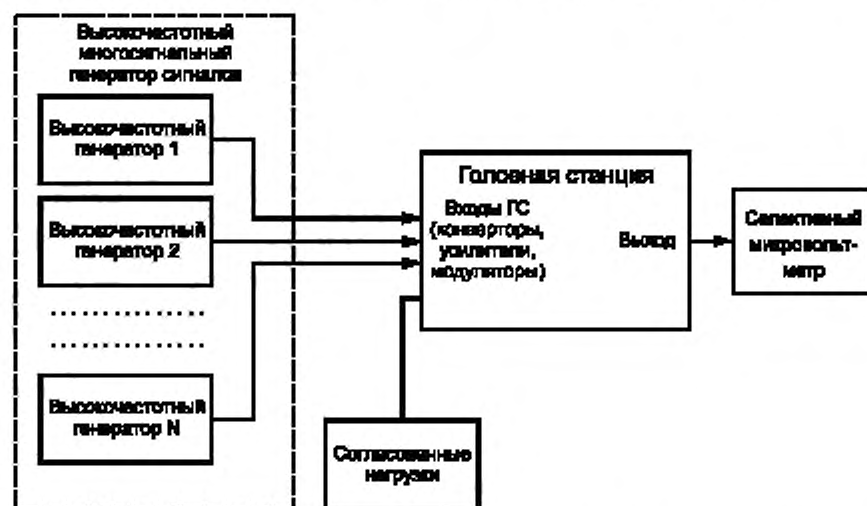 Высокочастотный
многосигнальный
генератор сигналов
Высокочастотный
генератор 1
Высокочастотный
генератор 2
Высокочастотный
генератор N
Головная станция
Входы ГС
(конверторы,
усилители,
модуляторы)
Выход
Селективный
микровольт-
метр
Согласованные
нагрузки